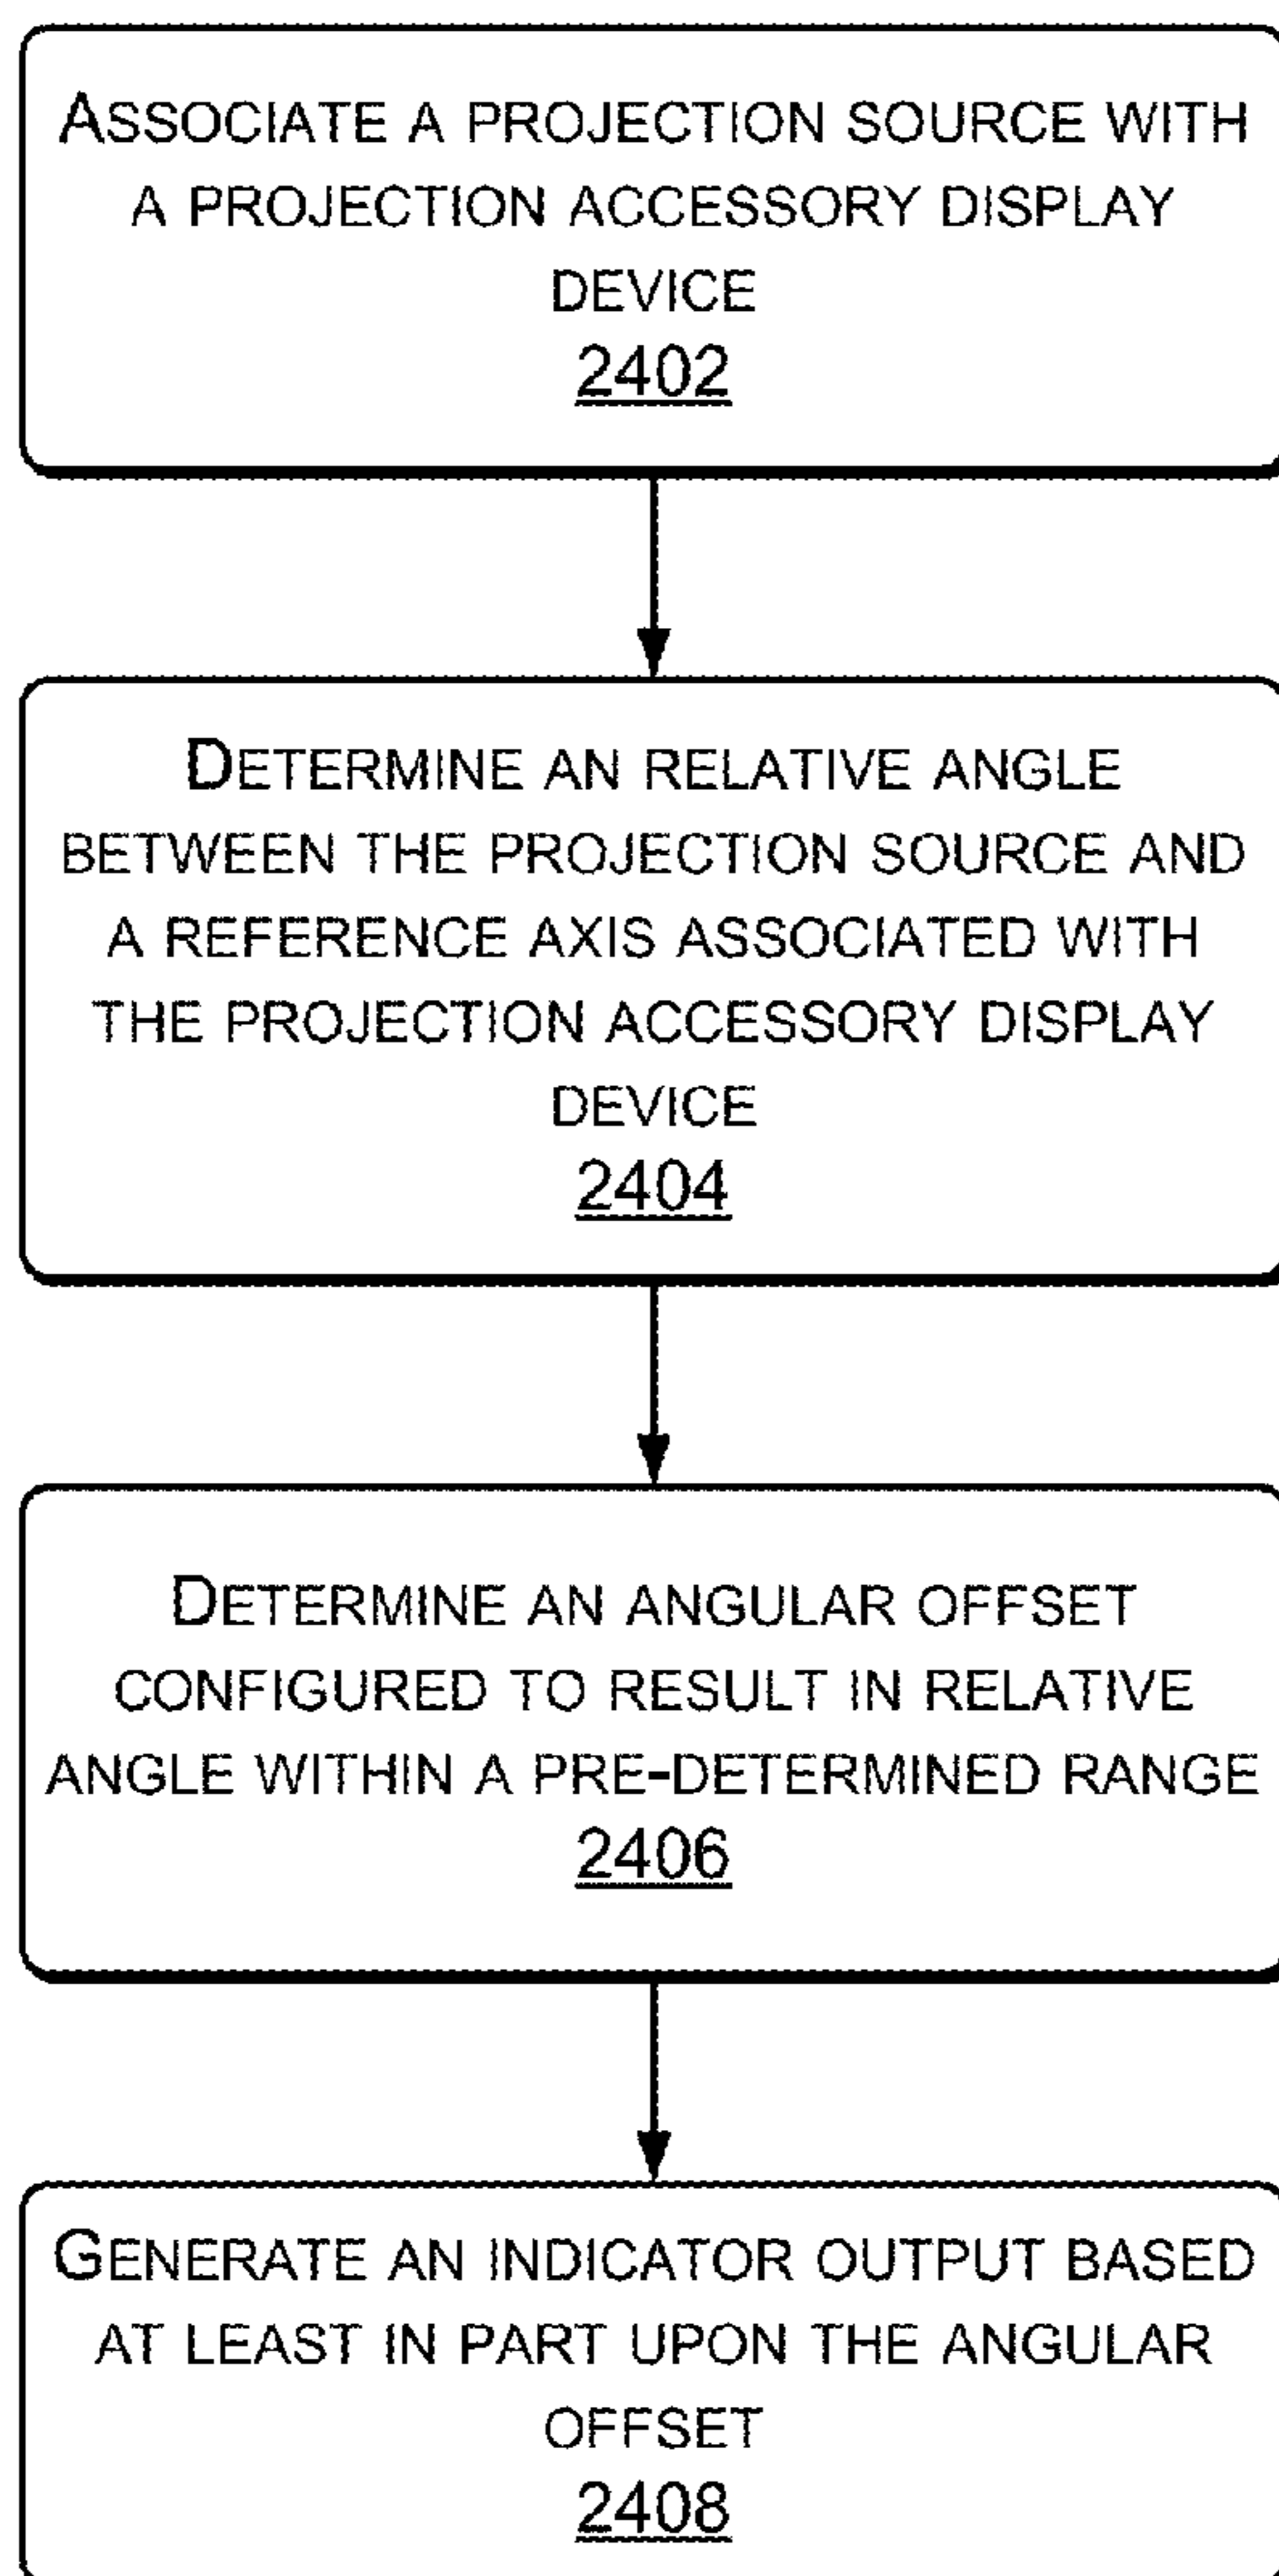 ASSOCIATE A PROJECTION SOURCE WITH
A PROJECTION ACCESSORY DISPLAY
DEVICE
2402
DETERMINE AN RELATIVE ANGLE
BETWEEN THE PROJECTION SOURCE AND
A REFERENCE AXIS ASSOCIATED WITH
THE PROJECTION ACCESSORY DISPLAY
DEVICE
2404
DETERMINE AN ANGULAR OFFSET
CONFIGURED TO RESULT IN RELATIVE
ANGLE WITHIN A PRE-DETERMINED RANGE
2406
GENERATE AN INDICATOR OUTPUT BASED
AT LEAST IN PART UPON THE ANGULAR
OFFSET
2408